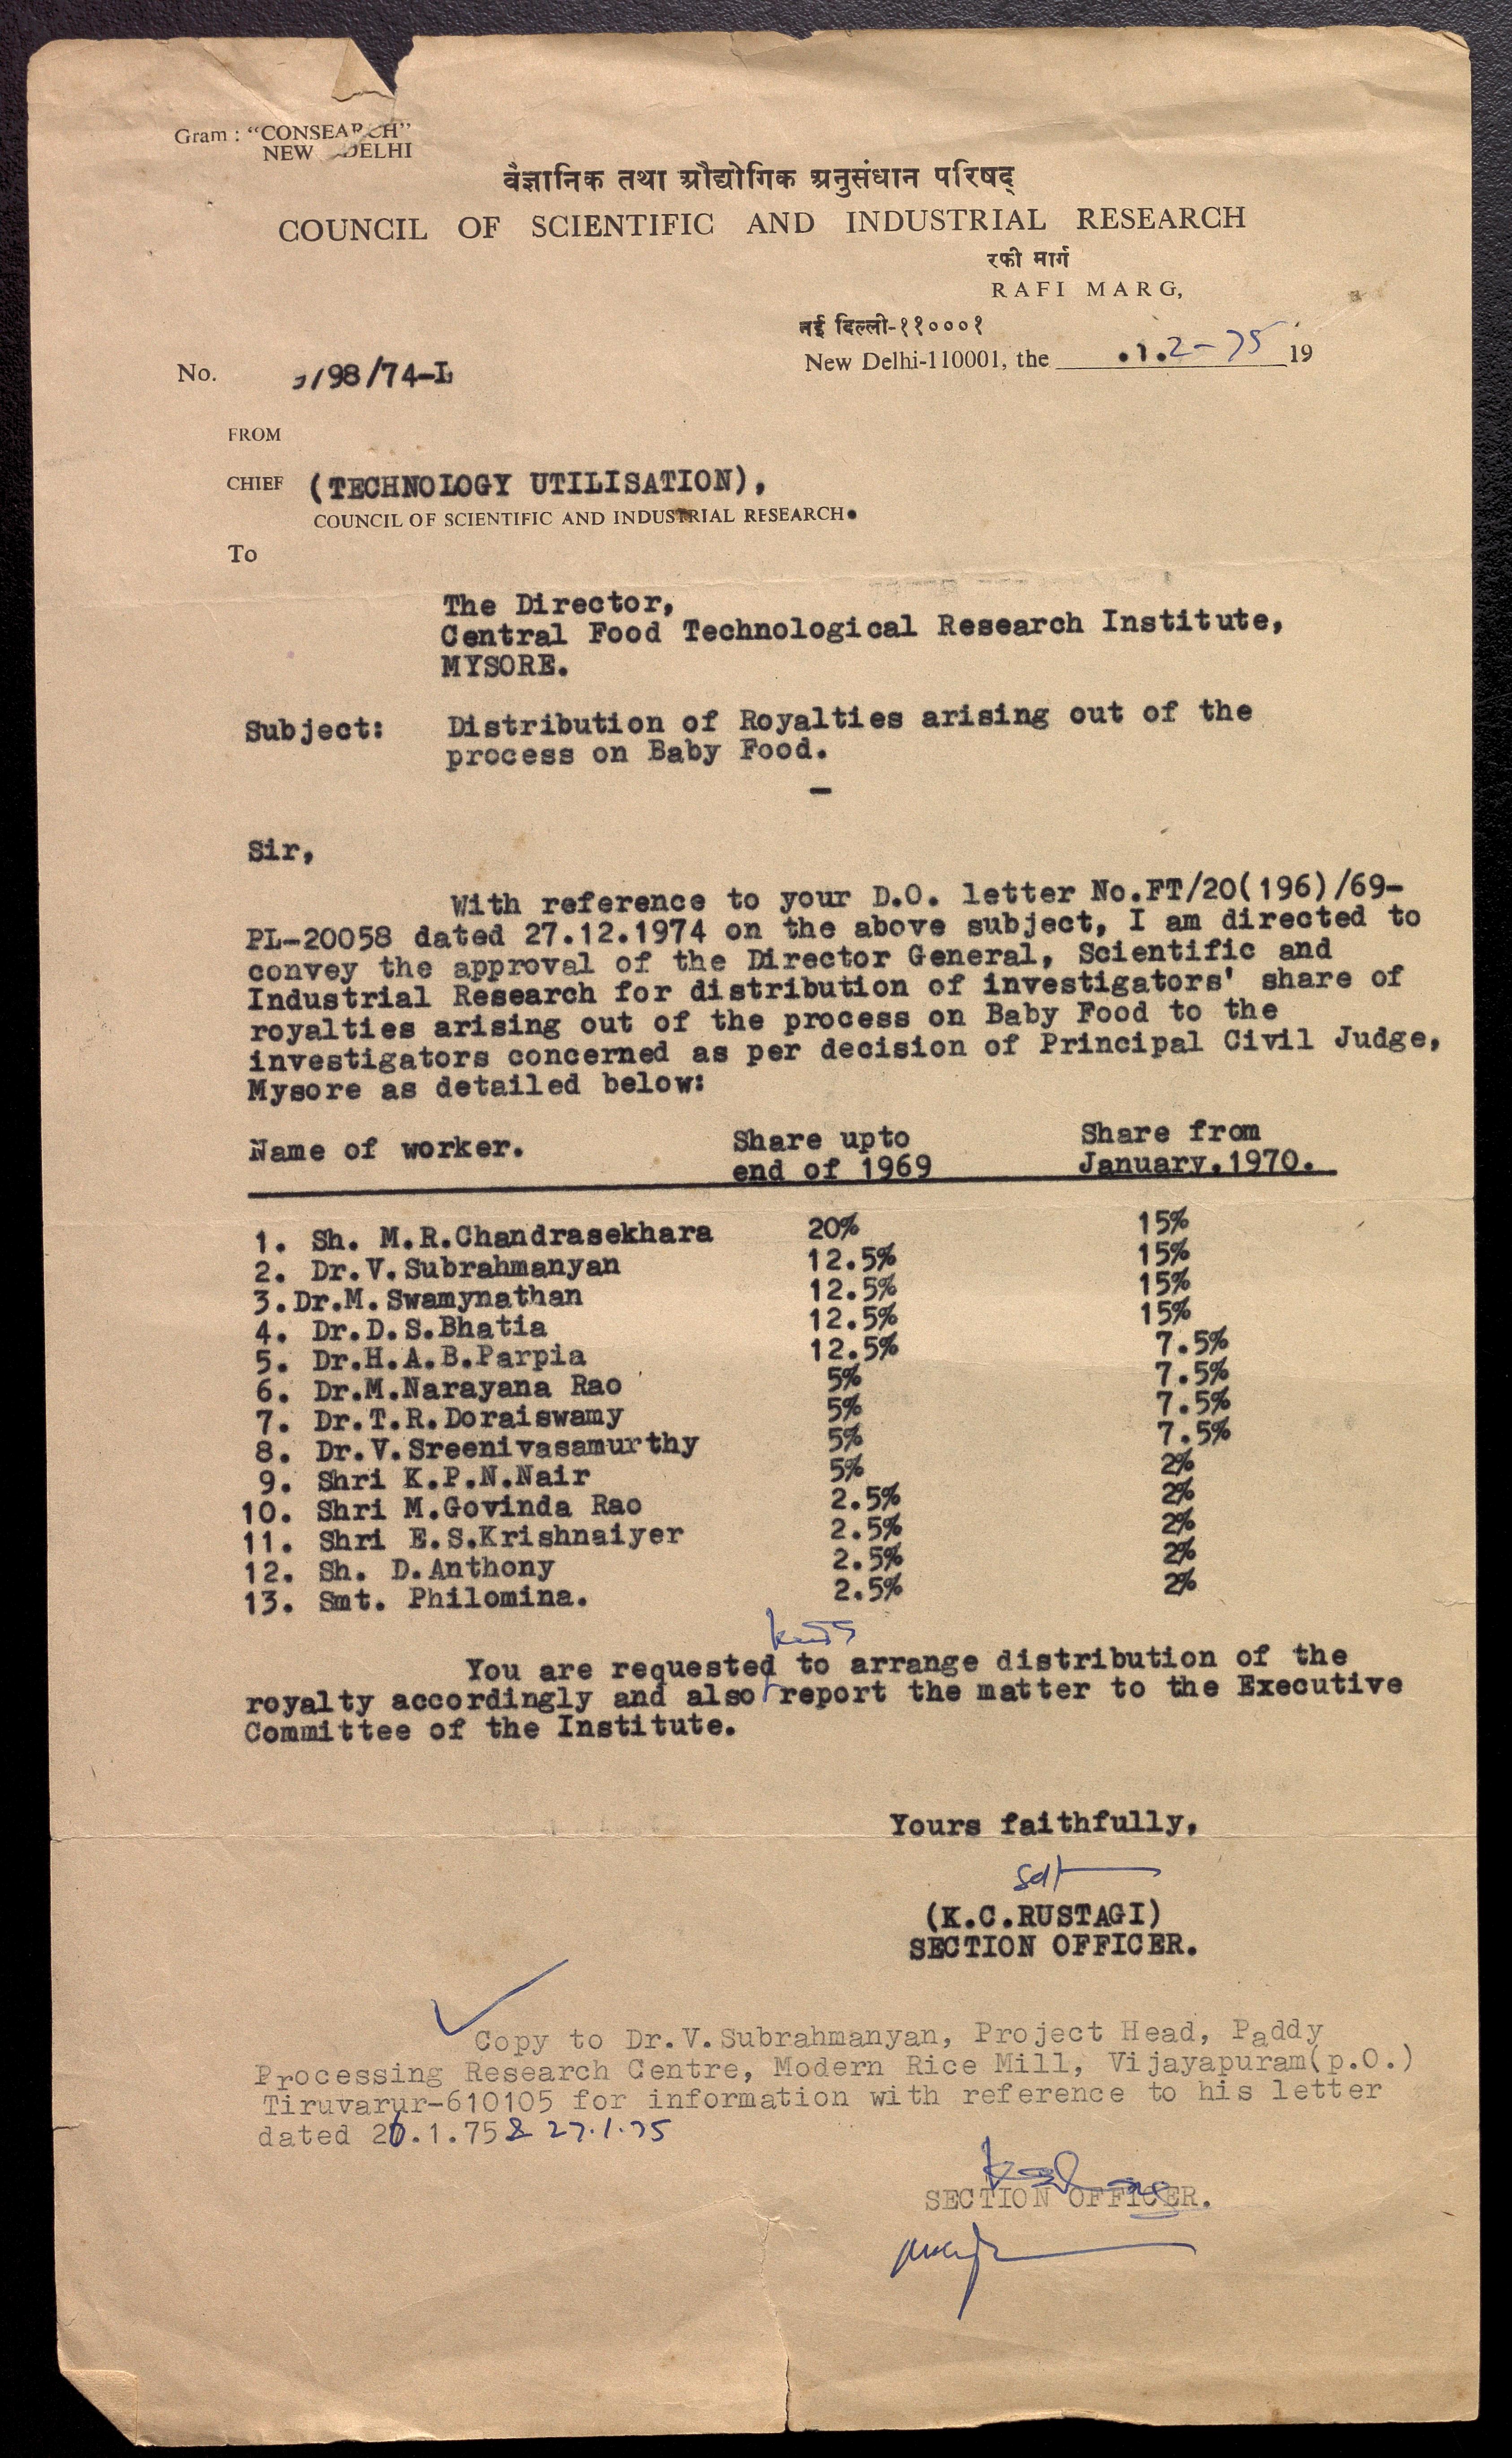 Gram : "CONSEARCH"
NEW DELHI
वैज्ञानिक तथा औद्योगिक अनुसंधान परिषद्
COUNCIL OF SCIENTIFIC AND INDUSTRIAL RESEARCH
रफी मार्ग
RAFI MARG,
नई दिल्ली-११०००१
New Delhi-110001, the .1.2-75 19
No. /98/74-L
FROM
CHIEF (TECHNOLOGY UTILISATION),
COUNCIL OF SCIENTIFIC AND INDUSTRIAL RESEARCH.
To
The Director,
Central Food Technological Research Institute,
MYSORE.
Subject: Distribution of Royalties arising out of the
process on Baby Food.
-
Sir,
With reference to your D.O. letter No.FT/20(196)/69-
PL-20058 dated 27.12.1974 on the above subject, I am directed to
convey the approval of the Director General, Scientific and
Industrial Research for distribution of investigators' share of
royalties arising out of the process on Baby Food to the
investigators concerned as per decision of Principal Civil Judge,
Mysore as detailed below:
Name of worker. Share upto Share from
end of 1969 January.1970.
1. Sh. M.R.Chandrasekhara 20% 15%
2. Dr.V.Subrahmanyan 12.5% 15%
3.Dr.M.Swamynathan 12.5% 15%
4. Dr.D.S.Bhatia 12.5% 15%
5. Dr.H.A.B.Parpia 12.5% 7.5%
6. Dr.M.Narayana Rao 5% 7.5%
7. Dr.T.R.Doraiswamy 5% 7.5%
8. Dr.V.Sreenivasamurthy 5% 7.5%
9. Shri K.P.N.Nair 5% 2%
10. Shri M.Govinda Rao 2.5% 2%
11. Shri E.S.Krishnaiyer 2.5% 2%
12. Sh. D.Anthony 2.5% 2%
13. Smt. Philomina. 2.5% 2%
You are requested to arrange distribution of the
royalty accordingly and also report the matter to the Executive
Committee of the Institute.
Yours faithfully,
Sd/-
(K.C.RUSTAGI)
SECTION OFFICER.
Copy to Dr.V.Subrahmanyan, Project Head, Paddy
Processing Research Centre, Modern Rice Mill, Vijayapuram(p.O.)
Tiruvarur-610105 for information with reference to his letter
dated 26.1.75 & 27.1.75
SECTION OFFICER.